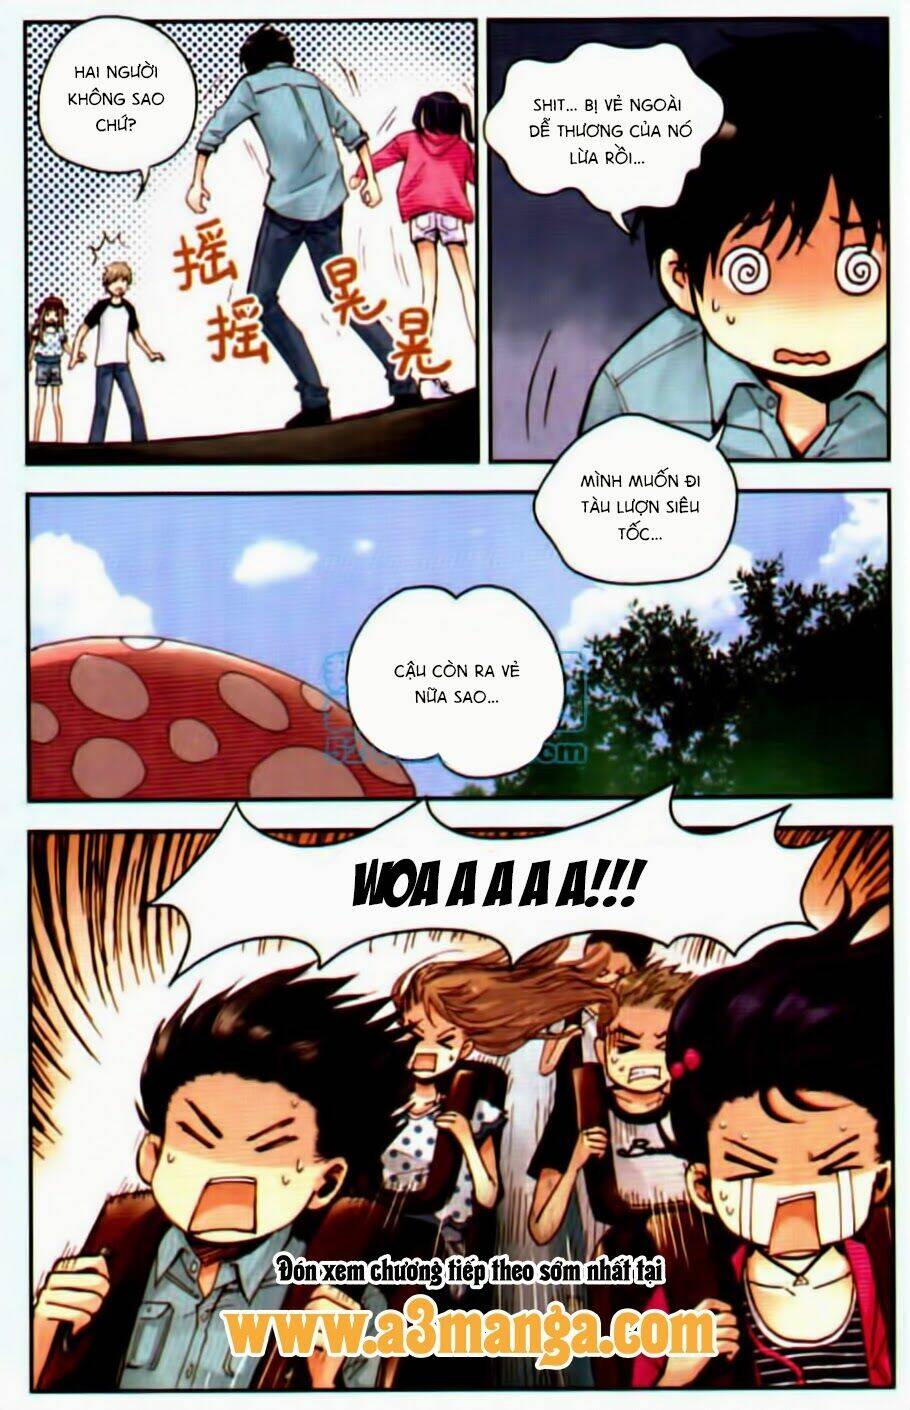 HAI NGƯỜI
KHÔNG SAO
CHỨ?
SHIT... BỊ VẺ NGOÀI
DỄ THƯƠNG CỦA NÓ
LỪA RỒI...
摇
摇
晃
晃
MÌNH MUỐN ĐI
TÀU LƯỢN SIÊU
TỐC...
CẬU CÒN RA VẺ
NỮA SAO...
WOA A A A A!!!
Đón xem chương tiếp theo sớm nhất tại
www.a3manga.com